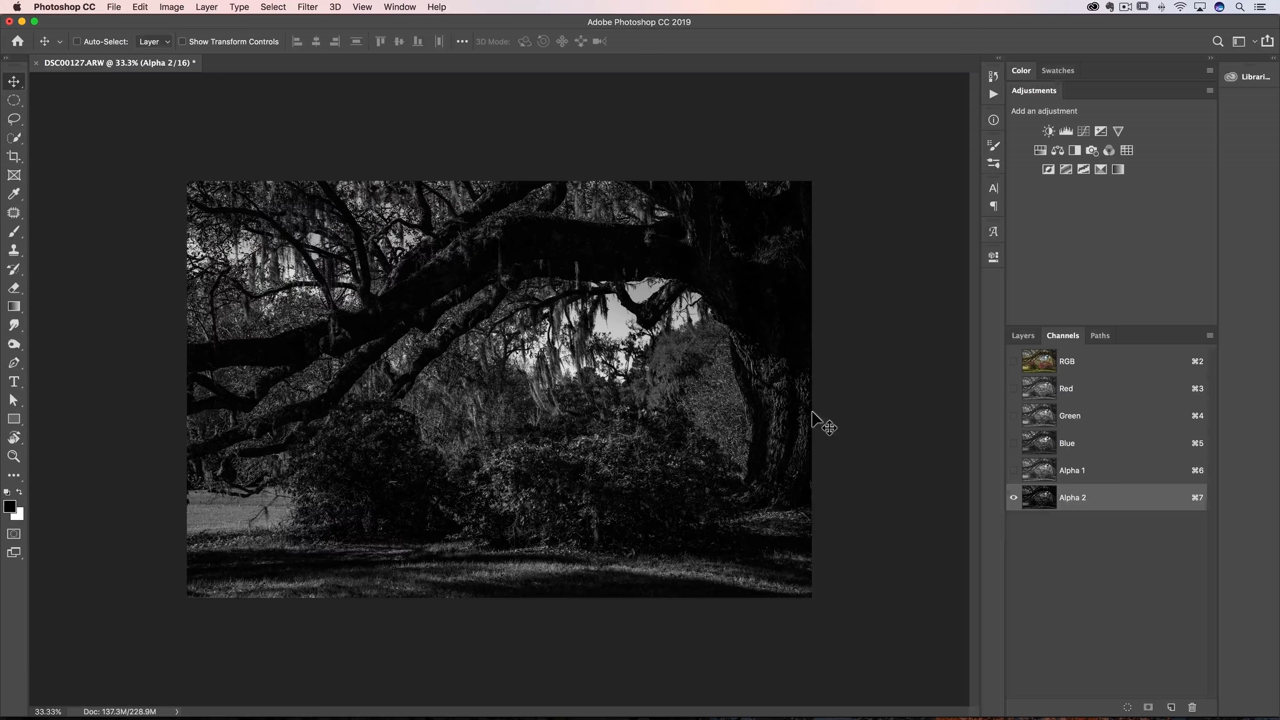 Photoshop CC File Edit Image Layer Type Select Filter 3D View Window Help
Adobe Photoshop CC 2019
Auto-Select: Layer Show Transform Controls 3D Mode:
DSC00127.ARW @ 33.3% (Alpha 2/16) *
Color Swatches
Librari...
Adjustments
Add an adjustment
Layers Channels Paths
RGB ⌘2
Red ⌘3
Green ⌘4
Blue ⌘5
Alpha 1 ⌘6
Alpha 2 ⌘7
33.33% Doc: 137.3M/228.9M